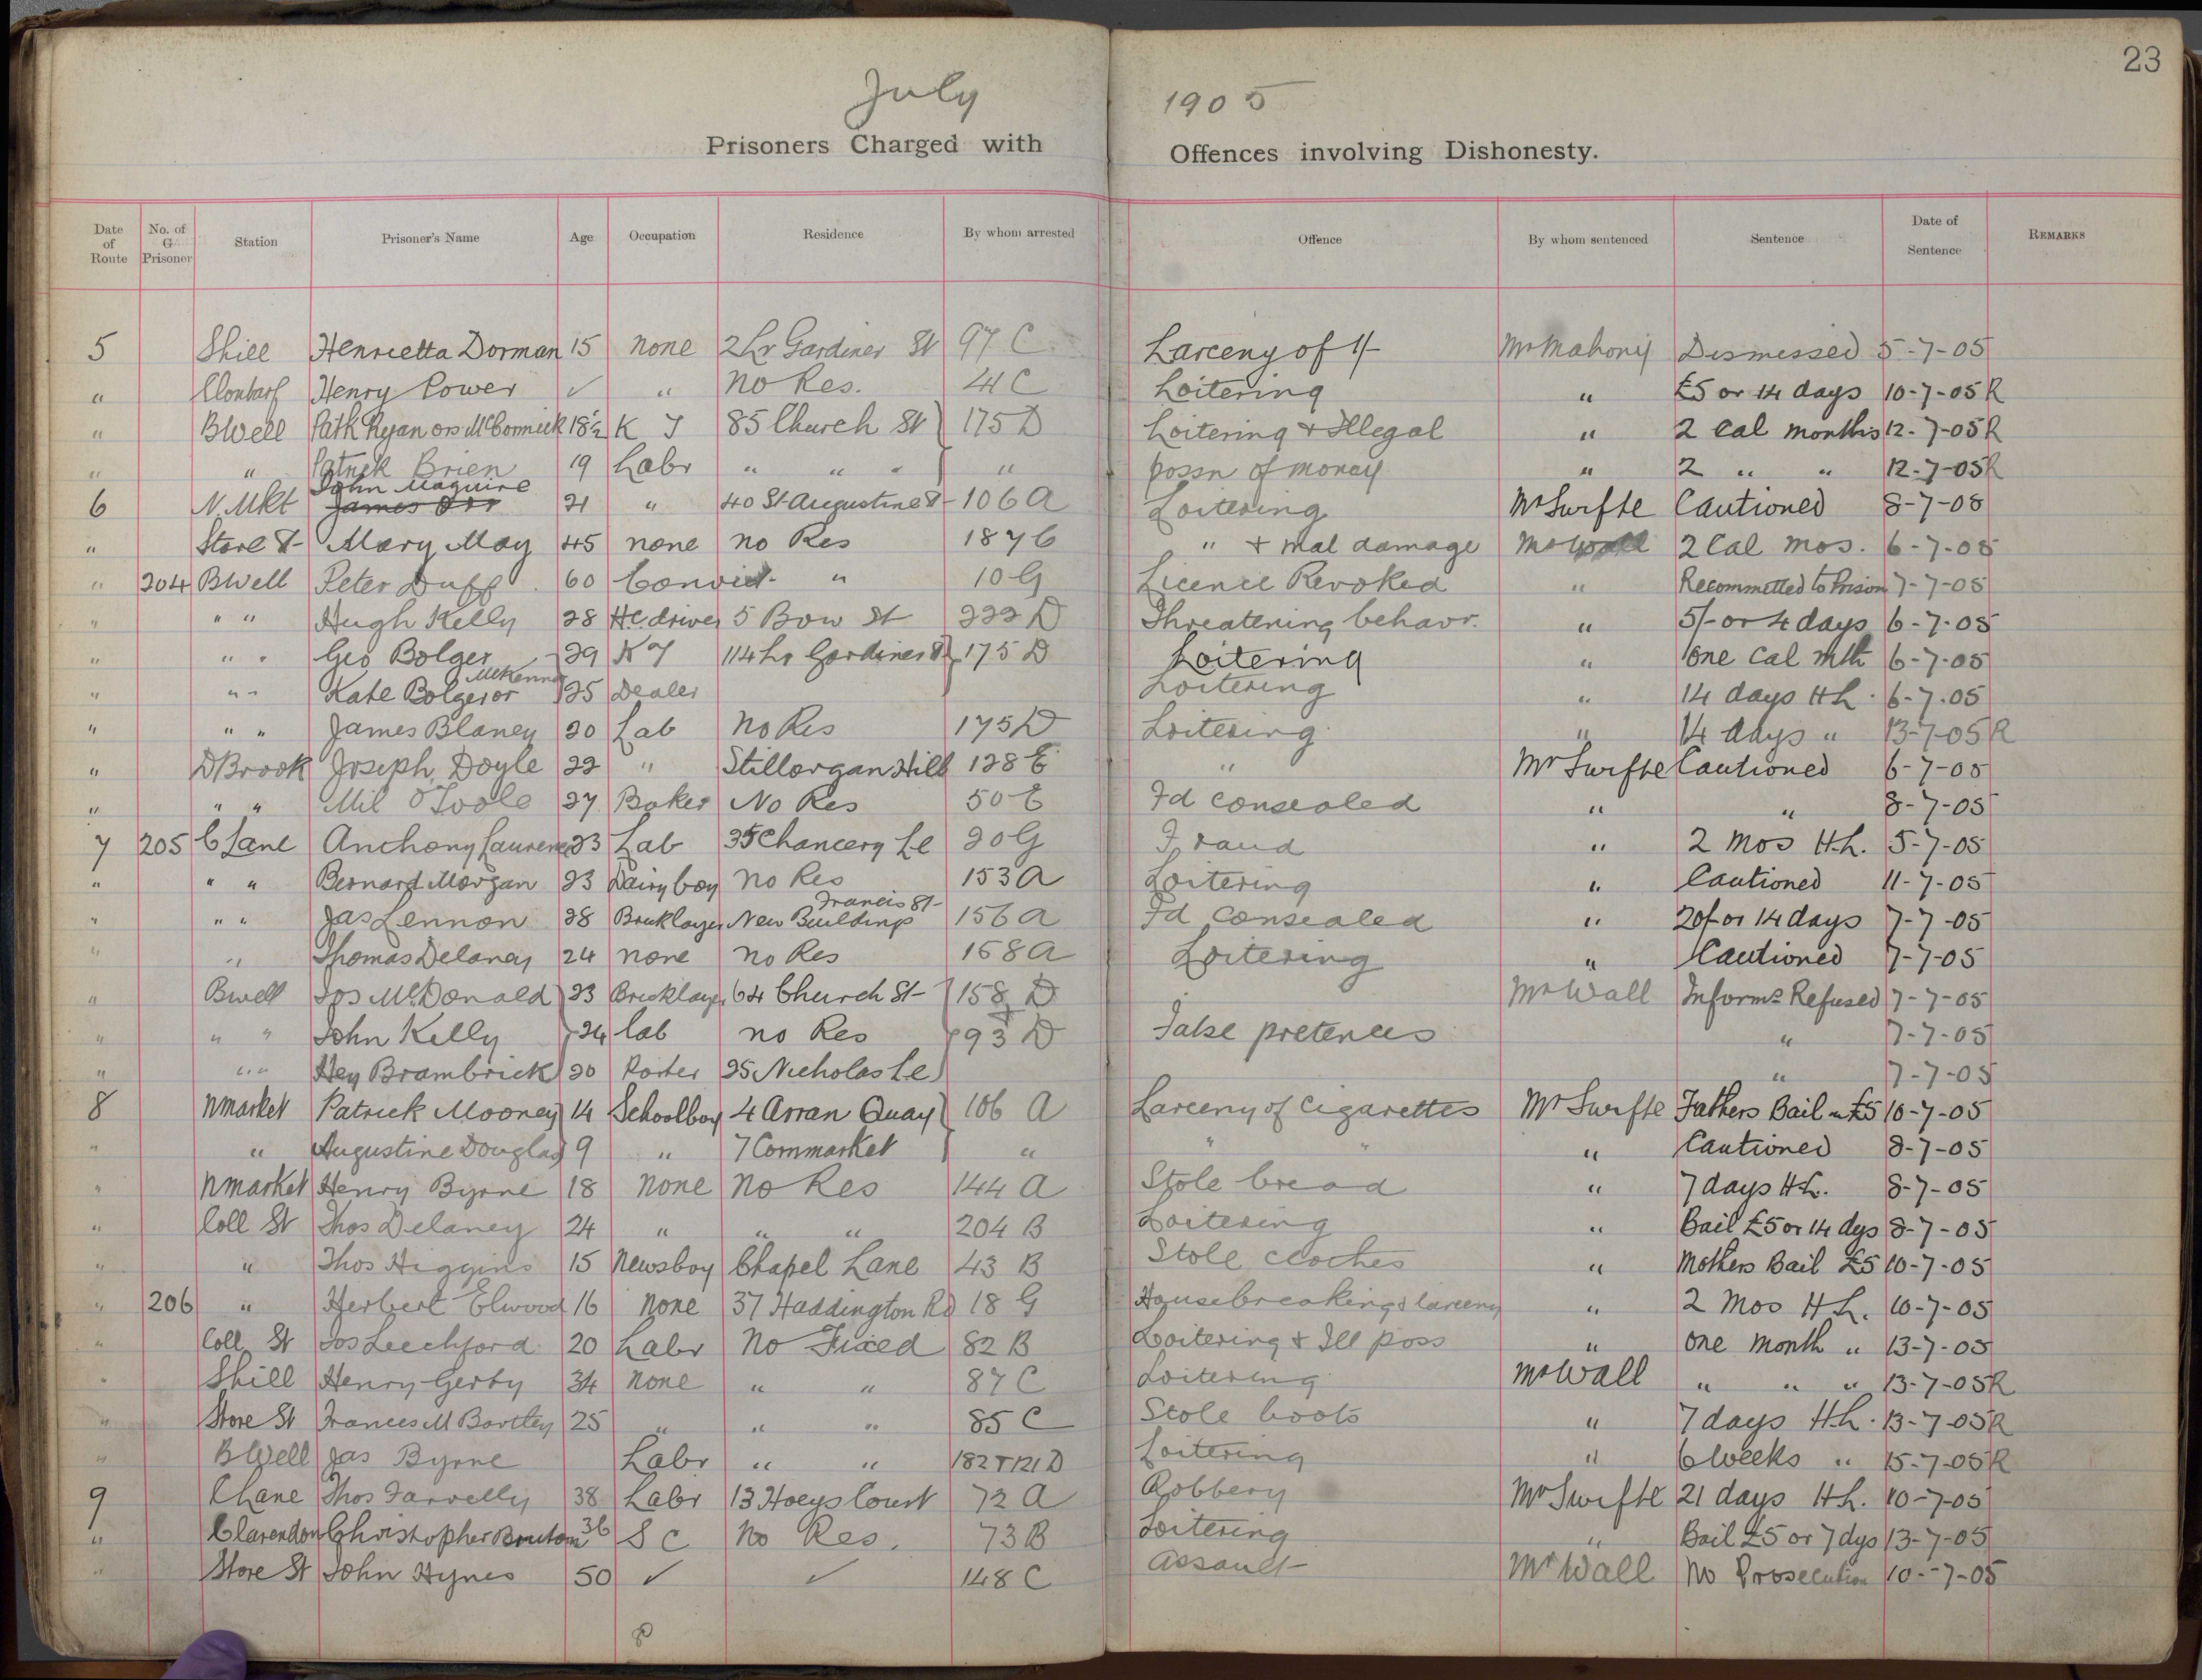 23
July 1905
Prisoners Charged with Offences involving Dishonesty.
Date of Route No. of G Prisoner Station Prisoner's Name Age Occupation Residence By whom arrested Offence By whom sentenced Sentence Date of Sentence REMARKS
5 Shill Henrietta Dorman 15 none 2 Lr Gardiner St 97 C Larceny of 1/- Mr Mahony Dismissed 5-7-05
" Clontarf Henry Power ✓ " No Res. 41 C Loitering " £5 or 14 days 10-7-05 R
" BWell Patk Ryan ors McCormick 18½ K J 85 Church St } 175 D Loitering & Illegal " 2 Cal months 12-7-05 R
" " Patrick Brien 19 Labr " " " } " possn of money " 2 " " 12-7-05 R
John Maguire
6 N. Mkt 21 " 40 St Augustine St 106 A Loitering Mr Swifte Cautioned 8-7-05
" Store St Mary May 45 none no Res 187 C " & mal damage Mr Wall 2 Cal mos. 6-7-05
" 204 BWell Peter Duff 60 Convict " 10 G Licence Revoked " Recommitted to Prison 7-7-05
" " " Hugh Kelly 28 HC driver 5 Bow St 222 D Threatening behavr. " 5/- or 4 days 6-7-05
" " " Geo Bolger } 29 K J 114 Lr Gardiner St } 175 D Loitering " One Cal mth 6-7-05
" " " Kate Bolger or McKenna } 25 Dealer Loitering " 14 days H L. 6-7-05
" " " James Blaney 20 Lab No Res 175 D Loitering " 14 days " 13-7-05 R
" DBrook Joseph Doyle 22 " Stillorgan Hill 128 E " Mr Swifte Cautioned 6-7-05
" " " Mil O'Toole 27 Baker No Res 50 E Fd Consealed " " 8-7-05
7 205 C Lane Anthony Laurence 23 Lab 35 Chancery Le 20 G Fraud " 2 Mos H.L. 5-7-05
" " " Bernard Morgan 23 Dairy boy No Res 153 A Loitering " Cautioned 11-7-05
" " " Jas Lennon 28 Bricklayer New Buildings Francis St 156 A Fd Consealed " 20/- or 14 days 7-7-05
" " Thomas Delaney 24 none no Res 158 A Loitering " Cautioned 7-7-05
" Bwell Jos McDonald } 23 Bricklayer 64 Church St } 158 D Mr Wall Informs Refused 7-7-05
" " " John Kelly } 24 lab no Res } 93 D False pretences " 7-7-05
" " " Hey Brambrick } 20 Porter 25 Nicholas Le } " 7-7-05
8 Nmarket Patrick Mooney } 14 Schoolboy 4 Arran Quay } 106 A Larceny of Cigarettes Mr Swifte Fathers Bail in £5 10-7-05
" " Augustine Douglas } 9 " 7 Cornmarket } " " " " Cautioned 8-7-05
" Nmarket Henry Byrne 18 none No Res 144 A Stole bread " 7 days H.L. 8-7-05
" Coll St Thos Delaney 24 " " " 204 B Loitering " Bail £5 or 14 dys 8-7-05
" " Thos Higgins 15 Newsboy Chapel Lane 43 B Stole clothes " Mothers Bail £5 10-7-05
" 206 " Herbert Elwood 16 none 37 Haddington Rd 18 G Housebreaking & larceny " 2 Mos H L. 10-7-05
" Coll St Jos Leechford 20 Labr No Fixed 82 B Loitering & Ill poss " One month " 13-7-05
" Shill Henry Gerty 34 none " " 87 C Loitering Mr Wall " " " 13-7-05 R
" Store St Frances M Bartley 25 " " " 85 C Stole boots " 7 days H.L. 13-7-05 R
" BWell Jas Byrne Labr " " 182 & 121 D Loitering " 6 Weeks " 15-7-05 R
9 C Lane Thos Farrelly 38 Labr 13 Hoeys Court 72 A Robbery Mr Swifte 21 days H.L. 10-7-05
" Clarendon Christopher Bruton 36 S C No Res. 73 B Loitering " Bail £5 or 7 dys 13-7-05
" Store St John Hynes 50 ✓ ✓ 148 C Assault Mr Wall No Prosecution 10-7-05